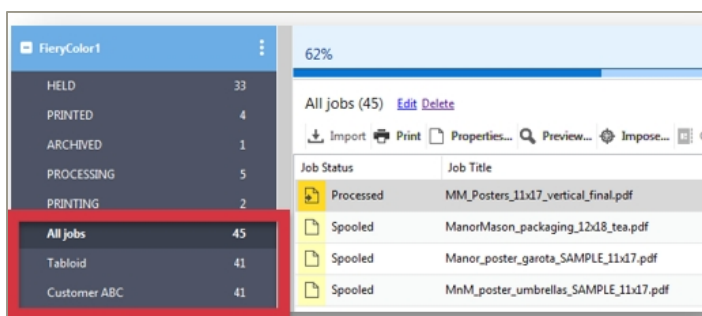 FieryColor1
HELD 33
PRINTED 4
ARCHIVED 1
PROCESSING 5
PRINTING 2
All jobs 45
Tabloid 41
Customer ABC 41
62%
All jobs (45) Edit Delete
Import Print Properties... Preview... Impose...
Job Status Job Title
Processed MM_Posters_11x17_vertical_final.pdf
Spooled ManorMason_packaging_12x18_tea.pdf
Spooled Manor_poster_garota_SAMPLE_11x17.pdf
Spooled MnM_poster_umbrellas_SAMPLE_11x17.pdf